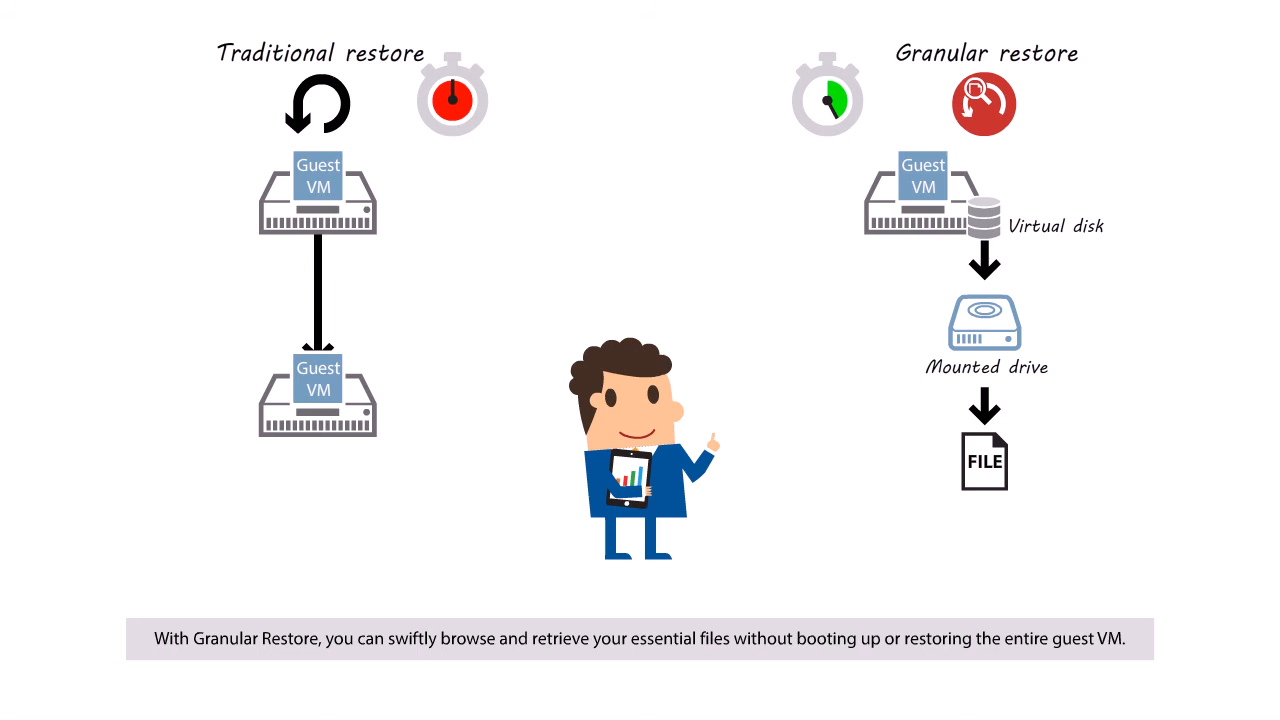 Traditional restore
Granular restore
Guest
VM
Guest
VM
Virtual disk
Guest
VM
Mounted drive
FILE
With Granular Restore, you can swiftly browse and retrieve your essential files without booting up or restoring the entire guest VM.